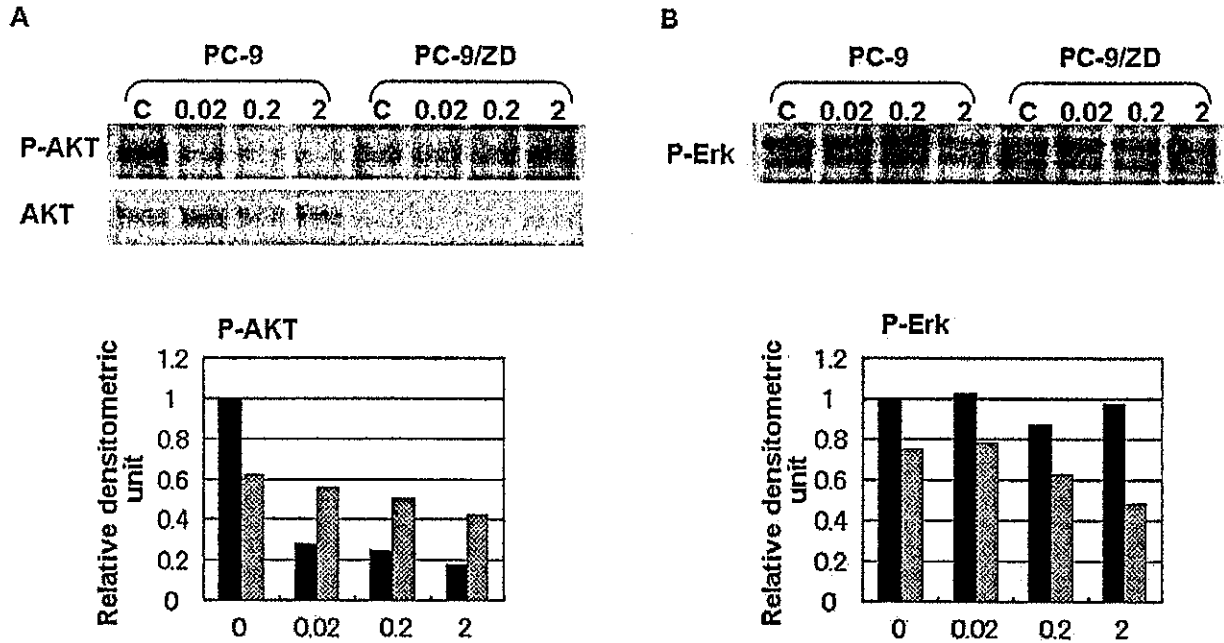 A
PC-9 PC-9/ZD
C 0.02 0.2 2 C 0.02 0.2 2
P-AKT
AKT
P-AKT
Relative densitometric unit
1.2
1
0.8
0.6
0.4
0.2
0
0 0.02 0.2 2
B
PC-9 PC-9/ZD
C 0.02 0.2 2 C 0.02 0.2 2
P-Erk
P-Erk
Relative densitometric unit
1.2
1
0.8
0.6
0.4
0.2
0
0 0.02 0.2 2